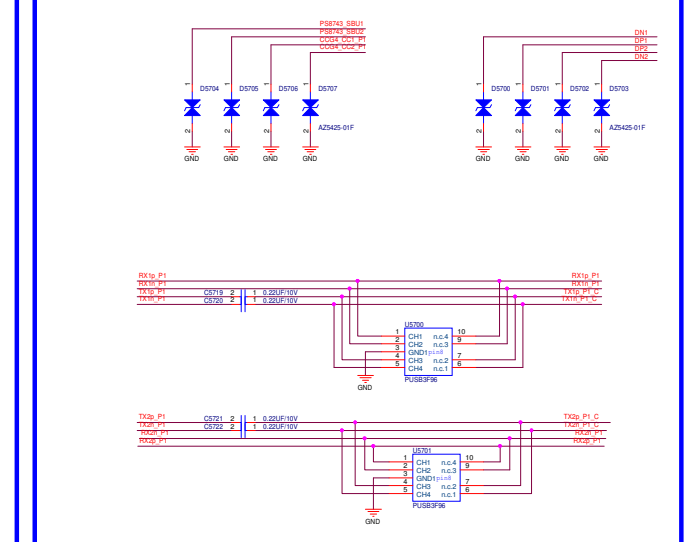 PS8743_SBU1
PS8743_SBU2
CCG4_CC1_P1
CCG4_CC2_P1
DN1
DP1
DP2
DN2
1 D5704 1 D5705 1 D5706 1 D5707
1 D5700 1 D5701 1 D5702 1 D5703
AZ5425-01F
AZ5425-01F
2 2 2 2
2 2 2 2
GND GND GND GND
GND GND GND GND
RX1p_P1 RX1p_P1
RX1n_P1 RX1n_P1
TX1p_P1 C5719 2 1 0.22UF/10V TX1p_P1_C
TX1n_P1 C5720 2 1 0.22UF/10V TX1n_P1_C
U5700
1 CH1 n.c.4 10
2 CH2 n.c.3 9
3 GND1pin8
4 CH3 n.c.2 7
5 CH4 n.c.1 6
PUSB3F96
GND
TX2p_P1 C5721 2 1 0.22UF/10V TX2p_P1_C
TX2n_P1 C5722 2 1 0.22UF/10V TX2n_P1_C
RX2n_P1 RX2n_P1
RX2p_P1 RX2p_P1
U5701
1 CH1 n.c.4 10
2 CH2 n.c.3 9
3 GND1pin8
4 CH3 n.c.2 7
5 CH4 n.c.1 6
PUSB3F96
GND